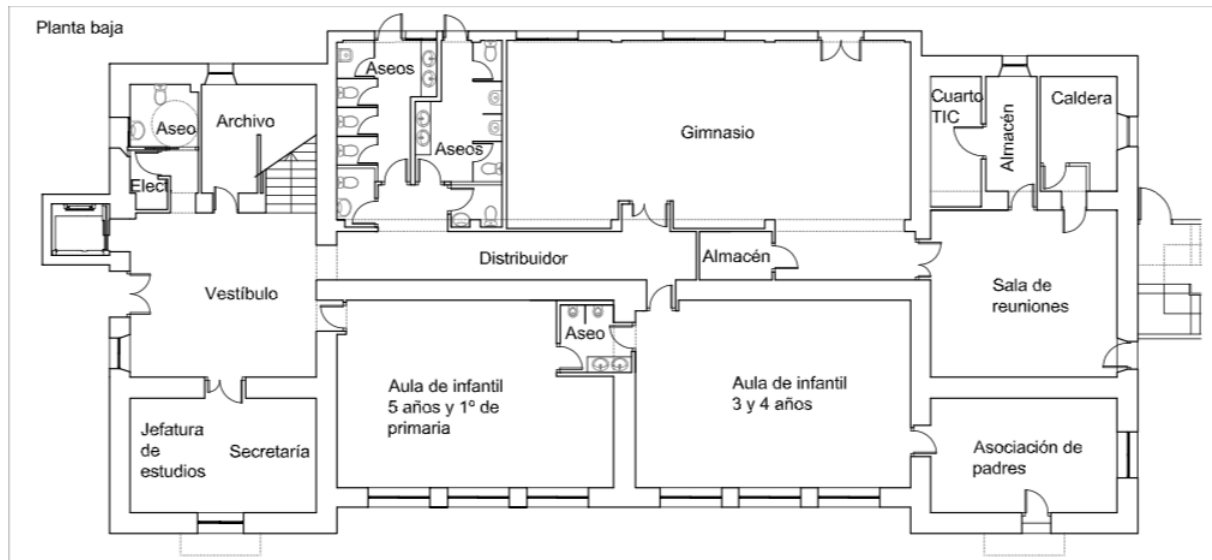 Planta baja
Aseos
Aseo
Archivo
Elect
Aseos
Gimnasio
Cuarto
TIC
Almacén
Caldera
Distribuidor
Almacén
Vestíbulo
Sala de
reuniones
Aseo
Aula de infantil
5 años y 1º de
primaria
Aula de infantil
3 y 4 años
Jefatura
de
estudios
Secretaría
Asociación de
padres